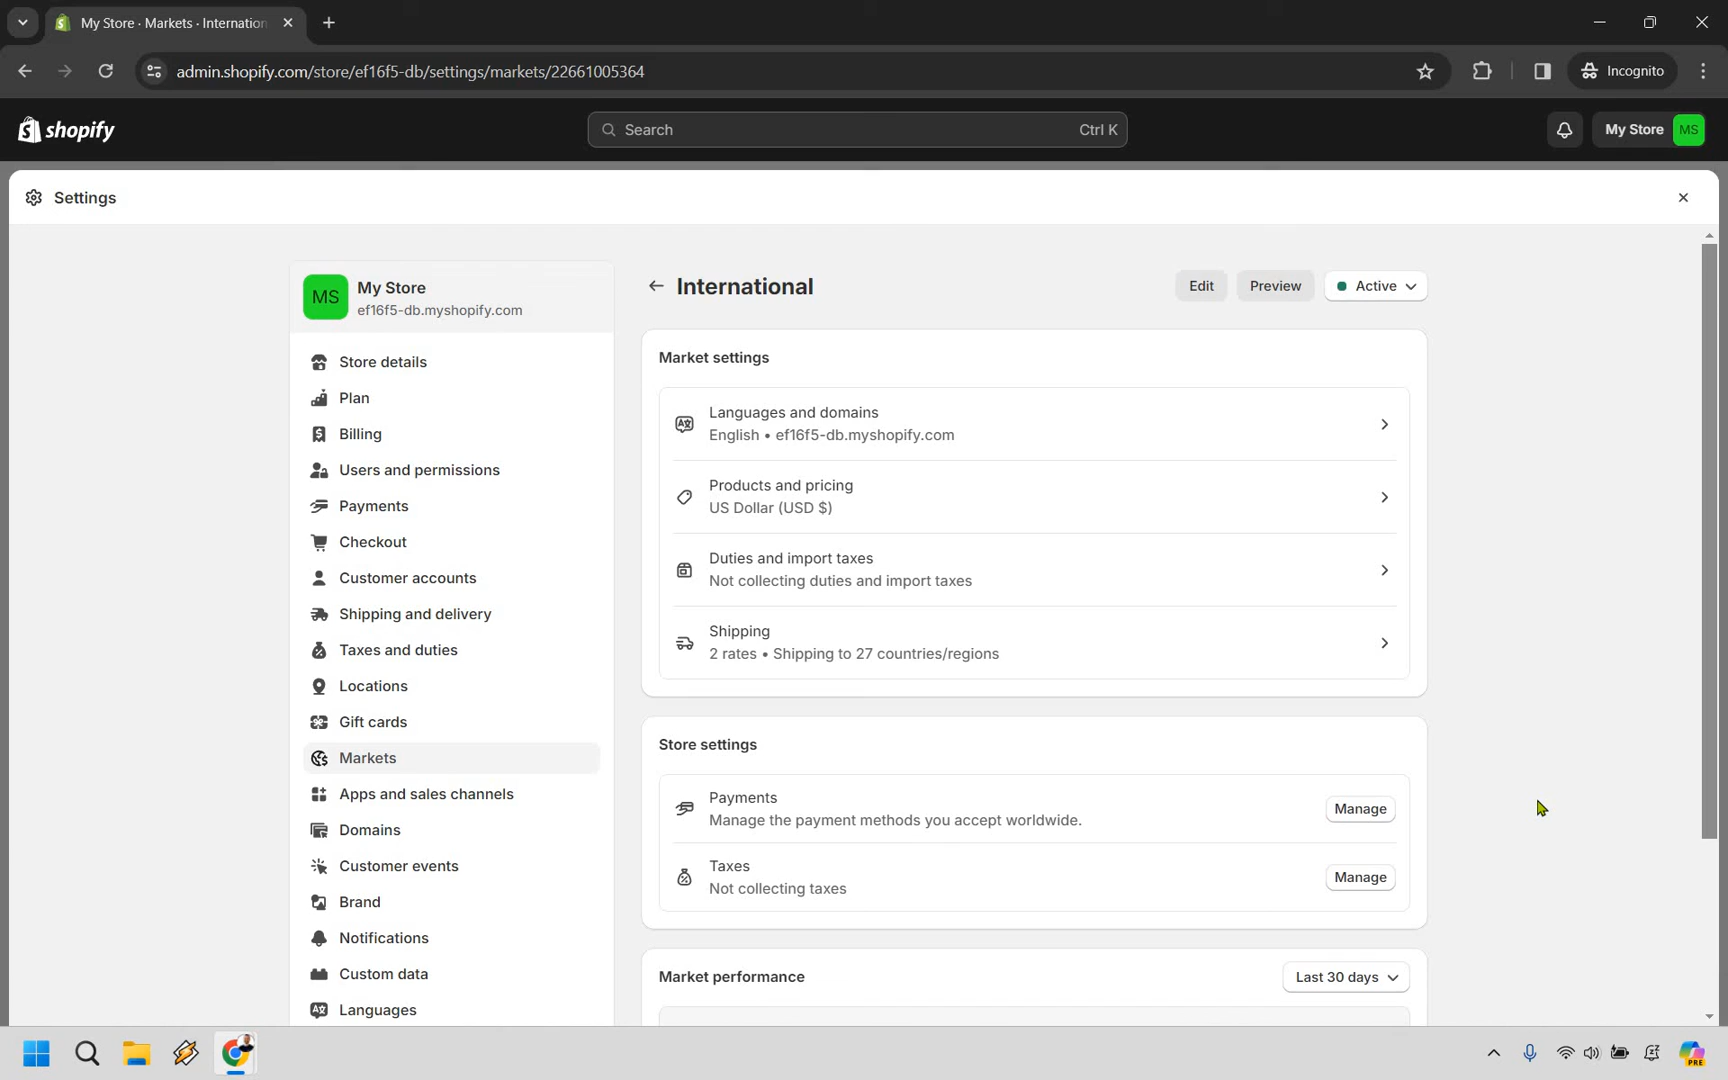 My Store · Markets · Internation
admin.shopify.com/store/ef16f5-db/settings/markets/22661005364
Incognito
shopify
Search
Ctrl K
My Store
MS
Settings
MS
My Store
ef16f5-db.myshopify.com
Store details
Plan
Billing
Users and permissions
Payments
Checkout
Customer accounts
Shipping and delivery
Taxes and duties
Locations
Gift cards
Markets
Apps and sales channels
Domains
Customer events
Brand
Notifications
Custom data
Languages
International
Edit
Preview
Active
Market settings
Languages and domains
English • ef16f5-db.myshopify.com
Products and pricing
US Dollar (USD $)
Duties and import taxes
Not collecting duties and import taxes
Shipping
2 rates • Shipping to 27 countries/regions
Store settings
Payments
Manage the payment methods you accept worldwide.
Manage
Taxes
Not collecting taxes
Manage
Market performance
Last 30 days
PRE